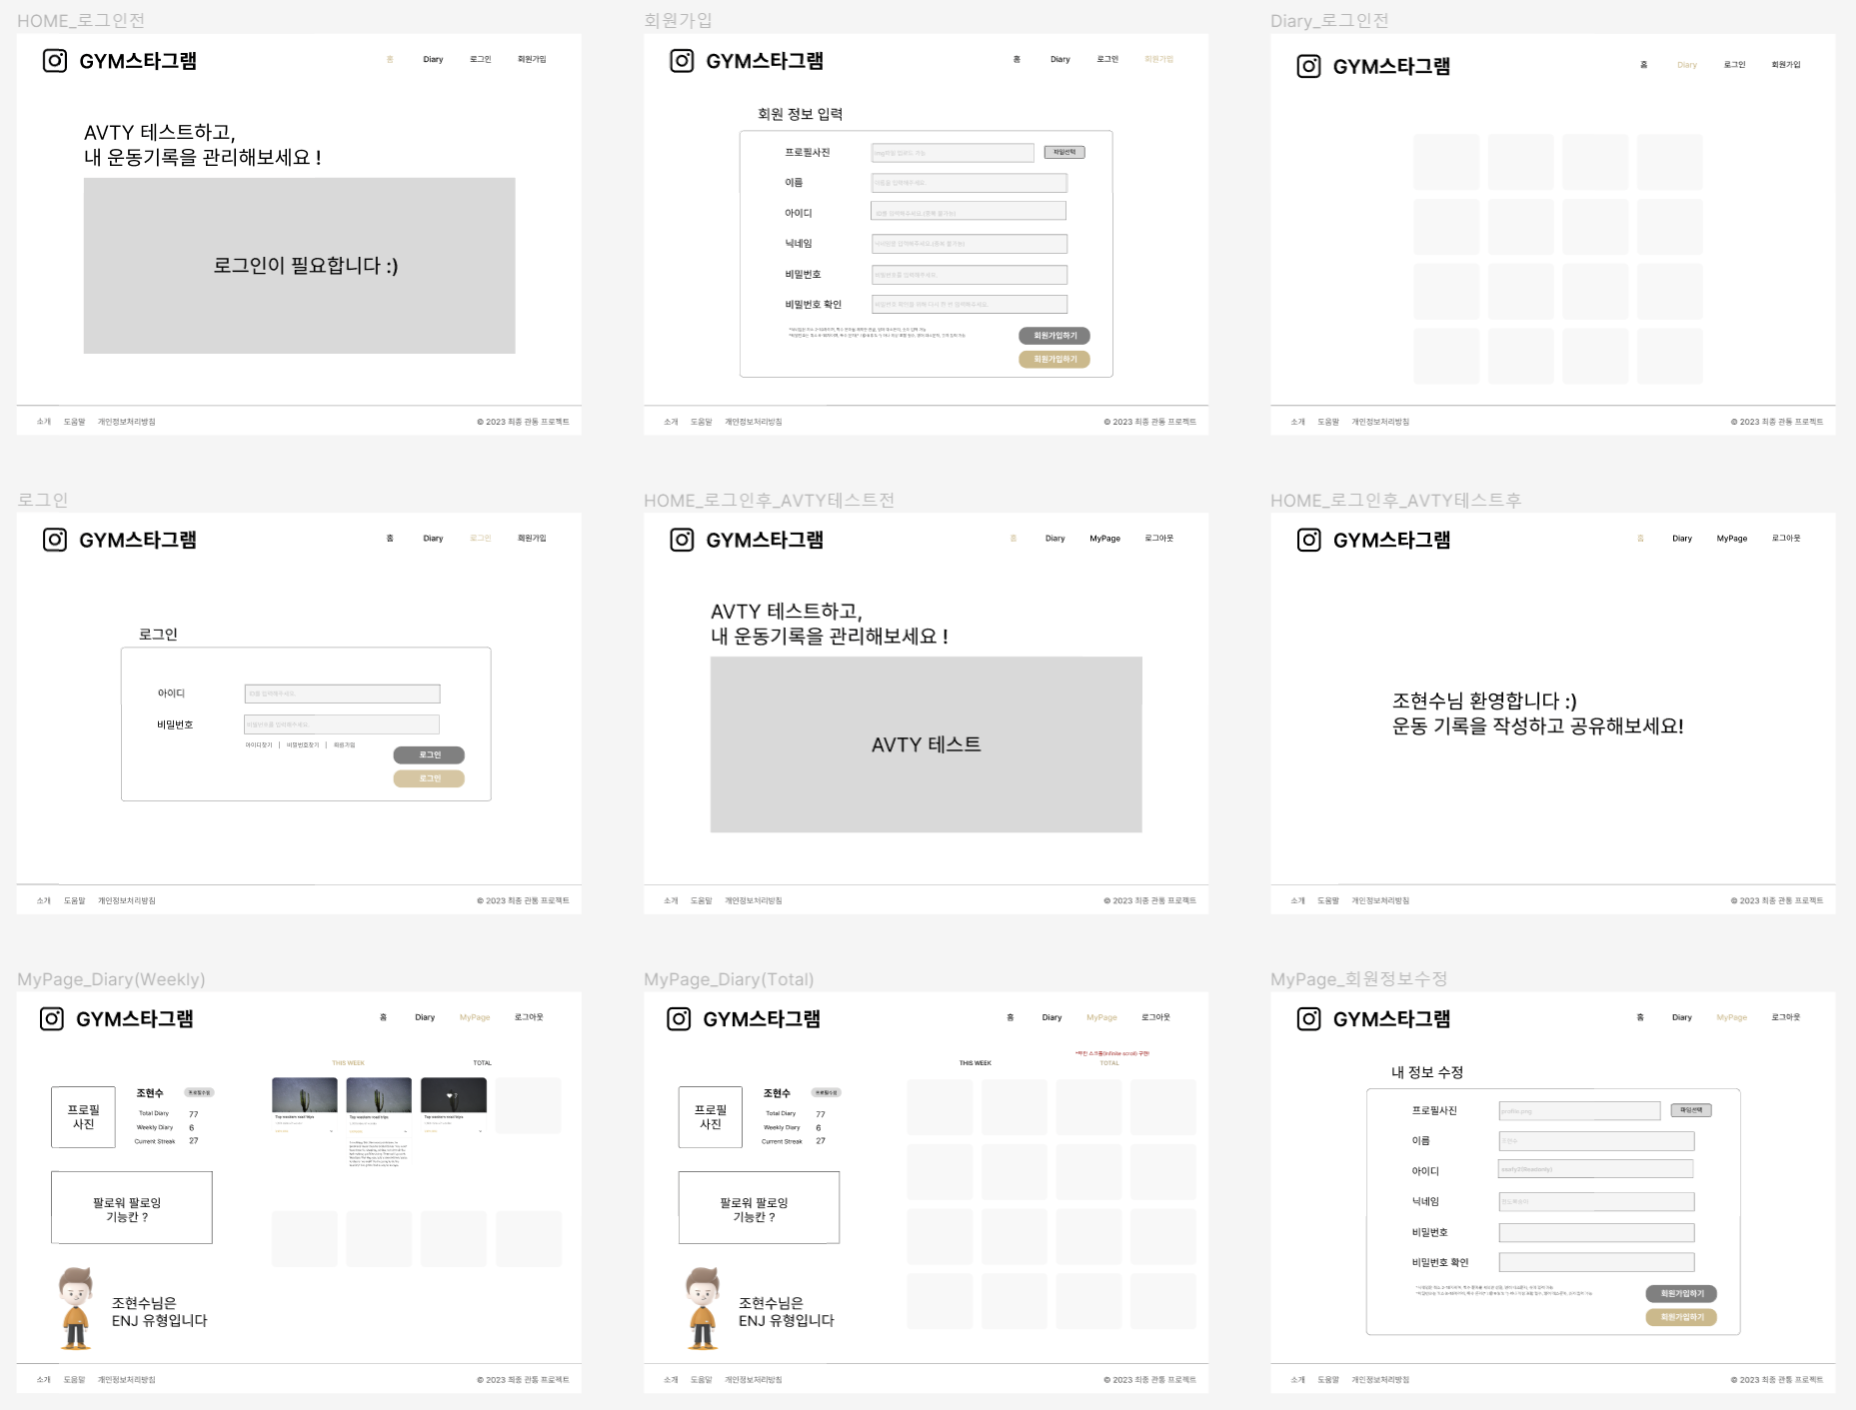 HOME_로그인전
GYM스타그램
홈 Diary 로그인 회원가입
AVTY 테스트하고,
내 운동기록을 관리해보세요 !
로그인이 필요합니다 :)
소개 도움말 개인정보처리방침 © 2023 최종 관통 프로젝트
회원가입
GYM스타그램
홈 Diary 로그인 회원가입
회원 정보 입력
프로필사진 파일선택
이름
아이디
닉네임
비밀번호
비밀번호 확인
회원가입하기
회원가입하기
소개 도움말 개인정보처리방침 © 2023 최종 관통 프로젝트
Diary_로그인전
GYM스타그램
홈 Diary 로그인 회원가입
소개 도움말 개인정보처리방침 © 2023 최종 관통 프로젝트
로그인
GYM스타그램
홈 Diary 로그인 회원가입
로그인
아이디
비밀번호
아이디찾기 | 비밀번호찾기 | 회원가입
로그인
로그인
소개 도움말 개인정보처리방침 © 2023 최종 관통 프로젝트
HOME_로그인후_AVTY테스트전
GYM스타그램
홈 Diary MyPage 로그아웃
AVTY 테스트하고,
내 운동기록을 관리해보세요 !
AVTY 테스트
소개 도움말 개인정보처리방침 © 2023 최종 관통 프로젝트
HOME_로그인후_AVTY테스트후
GYM스타그램
홈 Diary MyPage 로그아웃
조현수님 환영합니다 :)
운동 기록을 작성하고 공유해보세요!
소개 도움말 개인정보처리방침 © 2023 최종 관통 프로젝트
MyPage_Diary(Weekly)
GYM스타그램
홈 Diary MyPage 로그아웃
THIS WEEK TOTAL
프로필
사진
조현수 프로필수정
Total Diary 77
Weekly Diary 6
Current Streak 27
팔로워 팔로잉
기능칸 ?
조현수님은
ENJ 유형입니다
소개 도움말 개인정보처리방침 © 2023 최종 관통 프로젝트
MyPage_Diary(Total)
GYM스타그램
홈 Diary MyPage 로그아웃
*무한 스크롤(infinite scroll) 구현!
THIS WEEK TOTAL
프로필
사진
조현수 프로필수정
Total Diary 77
Weekly Diary 6
Current Streak 27
팔로워 팔로잉
기능칸 ?
조현수님은
ENJ 유형입니다
소개 도움말 개인정보처리방침 © 2023 최종 관통 프로젝트
MyPage_회원정보수정
GYM스타그램
홈 Diary MyPage 로그아웃
내 정보 수정
프로필사진 profile.png 파일선택
이름 조현수
아이디
닉네임
비밀번호
비밀번호 확인
회원가입하기
회원가입하기
소개 도움말 개인정보처리방침 © 2023 최종 관통 프로젝트